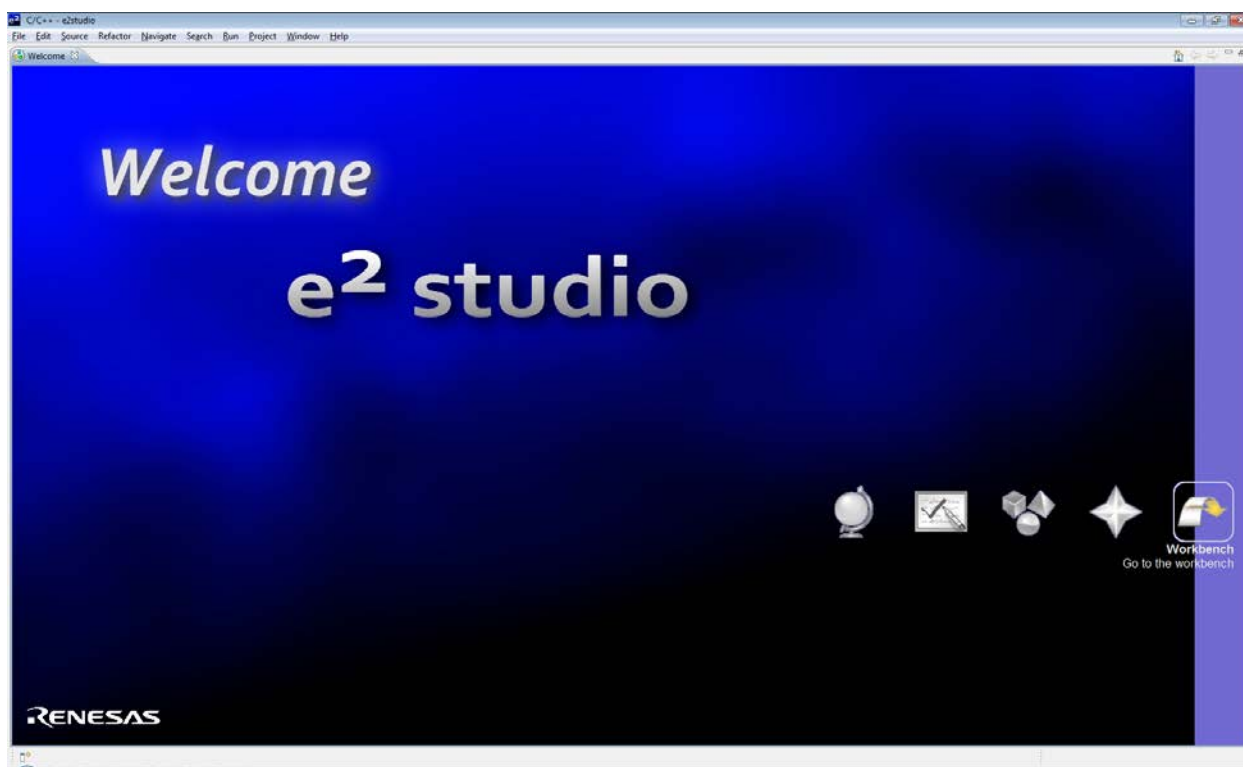 C/C++ - e2studio
File Edit Source Refactor Navigate Search Run Project Window Help
Welcome
Welcome
e² studio
Workbench
Go to the workbench
RENESAS